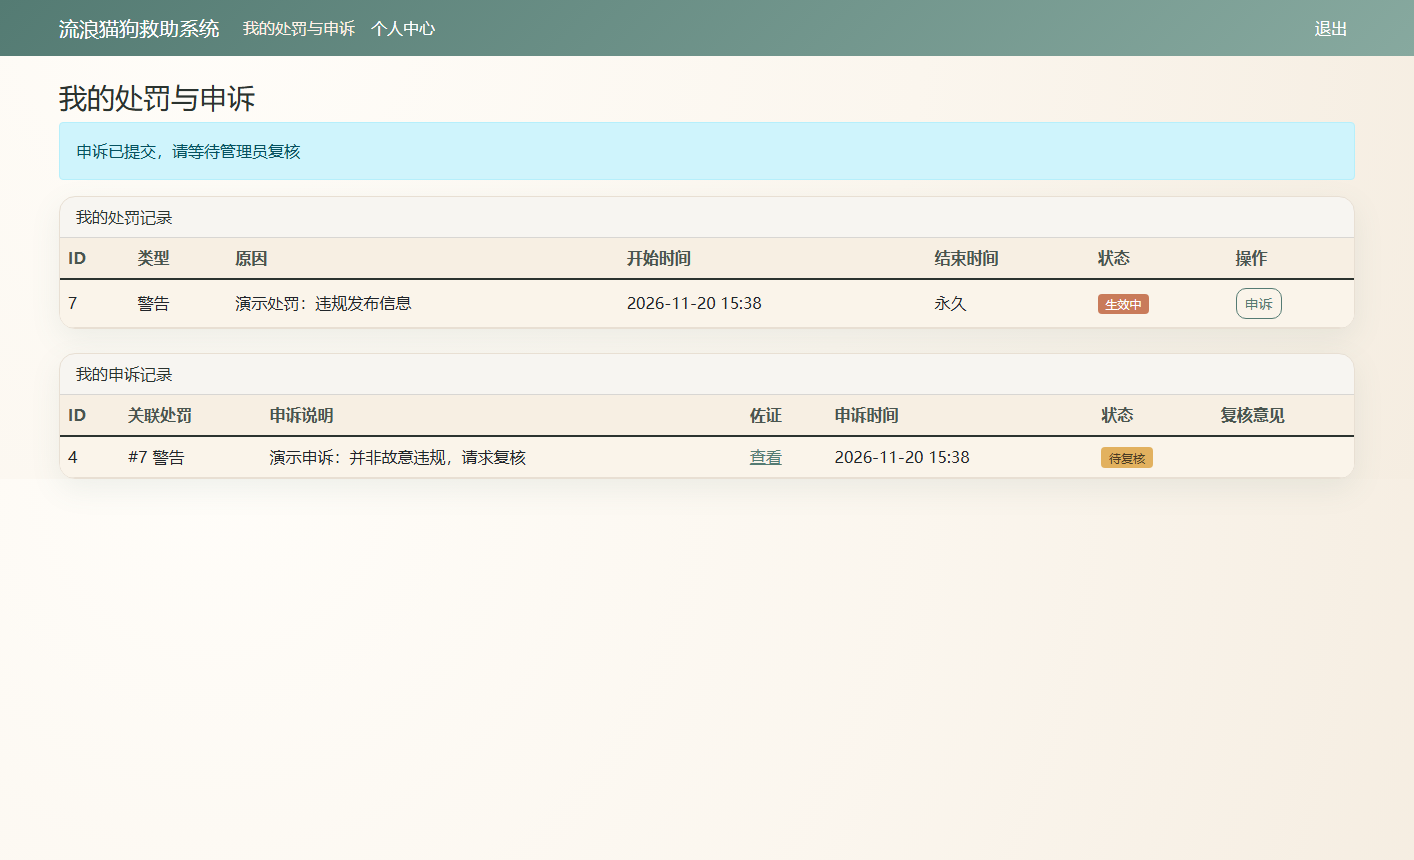 流浪猫狗救助系统 我的处罚与申诉 个人中心 退出
我的处罚与申诉
申诉已提交，请等待管理员复核
我的处罚记录
ID 类型 原因 开始时间 结束时间 状态 操作
7 警告 演示处罚：违规发布信息 2026-11-20 15:38 永久 生效中 申诉
我的申诉记录
ID 关联处罚 申诉说明 佐证 申诉时间 状态 复核意见
4 #7 警告 演示申诉：并非故意违规，请求复核 查看 2026-11-20 15:38 待复核